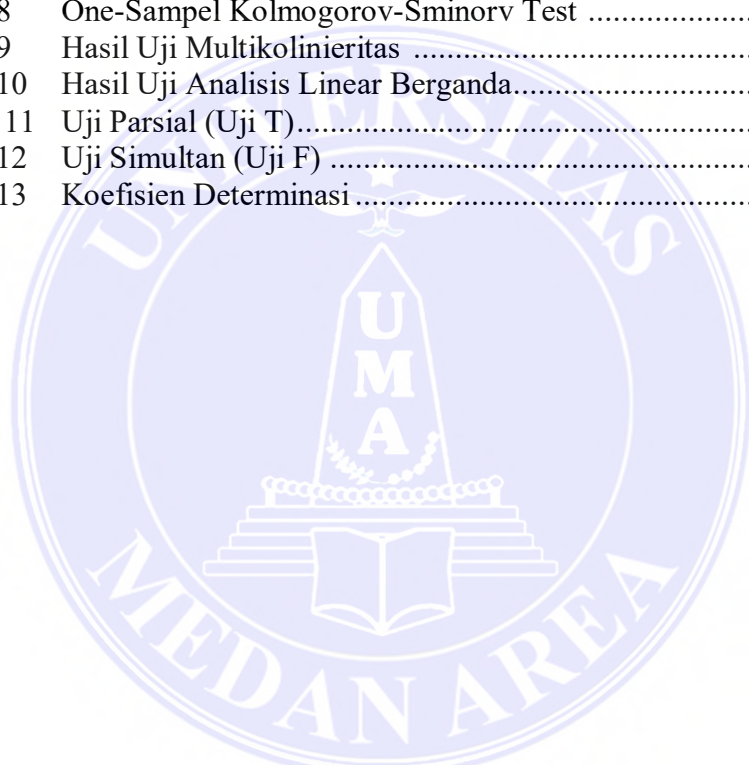 8 One-Sampel Kolmogorov-Sminorv Test ....................
9 Hasil Uji Multikolinieritas ........................................
10 Hasil Uji Analisis Linear Berganda.............................
11 Uji Parsial (Uji T)........................................................
12 Uji Simultan (Uji F) ....................................................
13 Koefisien Determinasi.................................................
UNIVERSITAS
UMA
MEDAN AREA